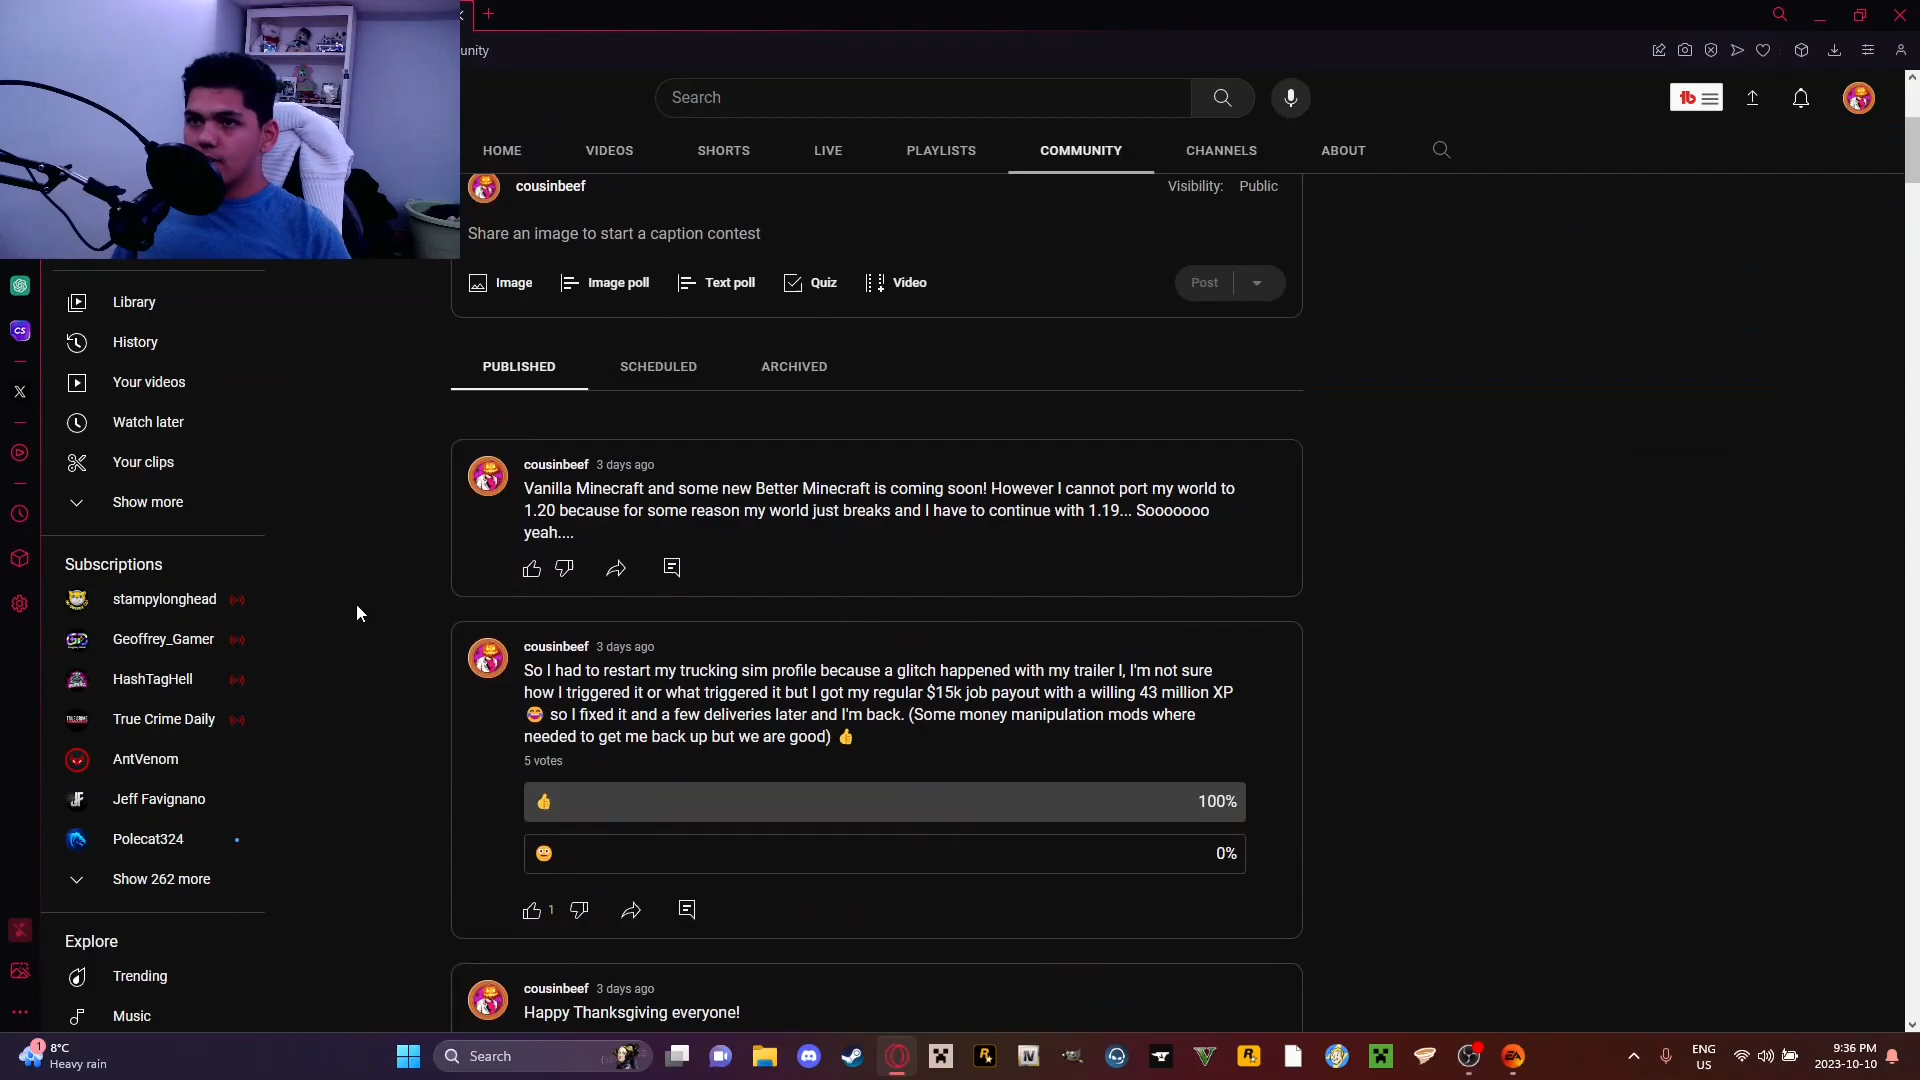 unity
Search
HOME
VIDEOS
SHORTS
LIVE
PLAYLISTS
COMMUNITY
CHANNELS
ABOUT
cousinbeef
Visibility: Public
Share an image to start a caption contest
Image
Image poll
Text poll
Quiz
Video
Post
Library
History
Your videos
Watch later
Your clips
Show more
Subscriptions
stampylonghead
Geoffrey_Gamer
HashTagHell
True Crime Daily
AntVenom
Jeff Favignano
Polecat324
Show 262 more
Explore
Trending
Music
PUBLISHED
SCHEDULED
ARCHIVED
cousinbeef 3 days ago
Vanilla Minecraft and some new Better Minecraft is coming soon! However I cannot port my world to
1.20 because for some reason my world just breaks and I have to continue with 1.19... Sooooooo
yeah....
cousinbeef 3 days ago
So I had to restart my trucking sim profile because a glitch happened with my trailer I, I'm not sure
how I triggered it or what triggered it but I got my regular $15k job payout with a willing 43 million XP
😂 so I fixed it and a few deliveries later and I'm back. (Some money manipulation mods where
needed to get me back up but we are good) 👍
5 votes
👍 100%
😐 0%
1
cousinbeef 3 days ago
Happy Thanksgiving everyone!
1
8°C
Heavy rain
Search
ENG
US
9:36 PM
2023-10-10